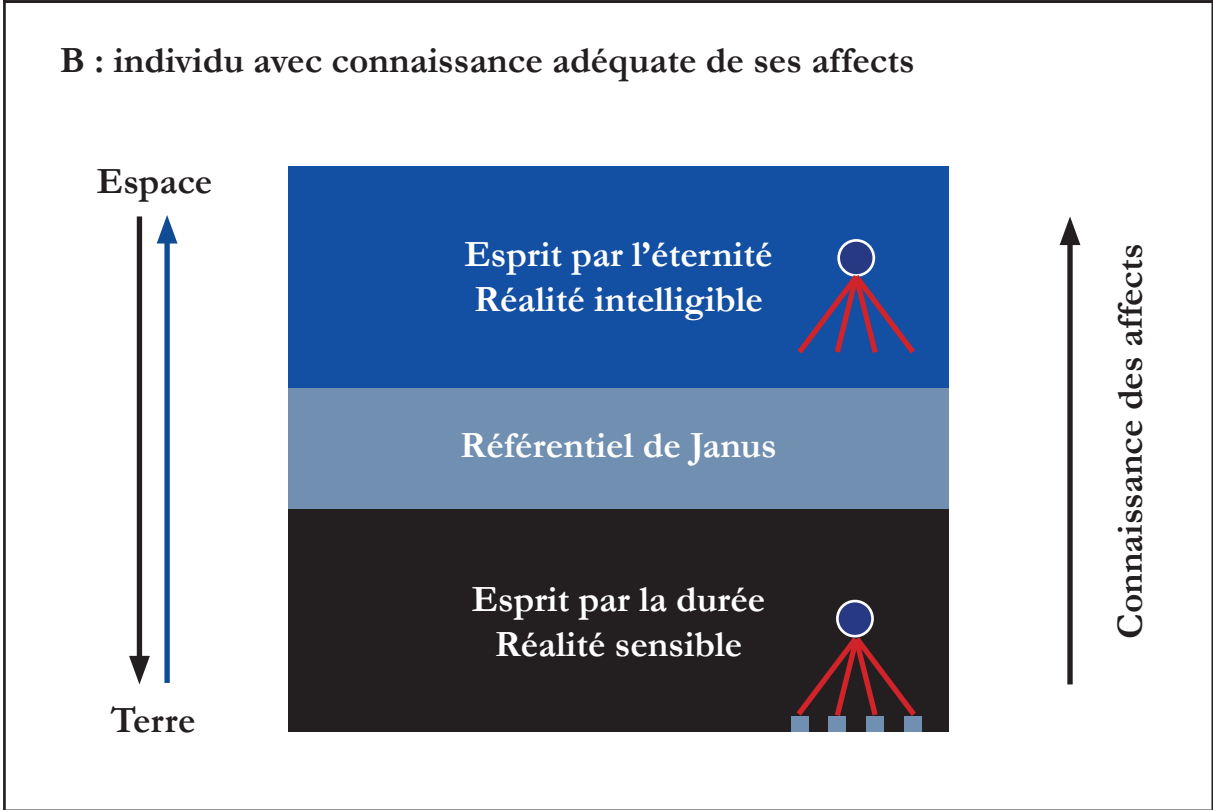 B : individu avec connaissance adéquate de ses affects
Espace
Esprit par l’éternité
Réalité intelligible
Référentiel de Janus
Esprit par la durée
Réalité sensible
Terre
Connaissance des affects